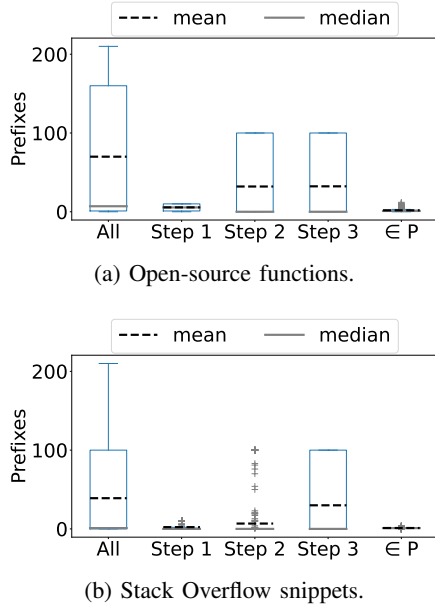 mean median
Prefixes
200
100
0
All Step 1 Step 2 Step 3 ∈ P
(a) Open-source functions.
mean median
Prefixes
200
100
0
All Step 1 Step 2 Step 3 ∈ P
(b) Stack Overflow snippets.